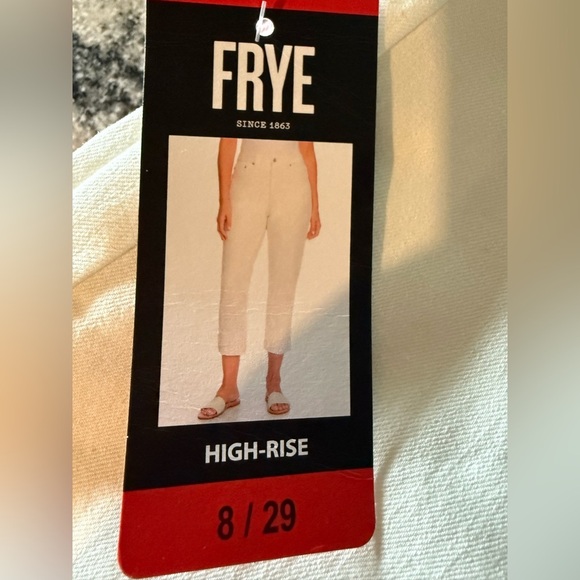 FRYE
SINCE 1863
HIGH-RISE
8 / 29